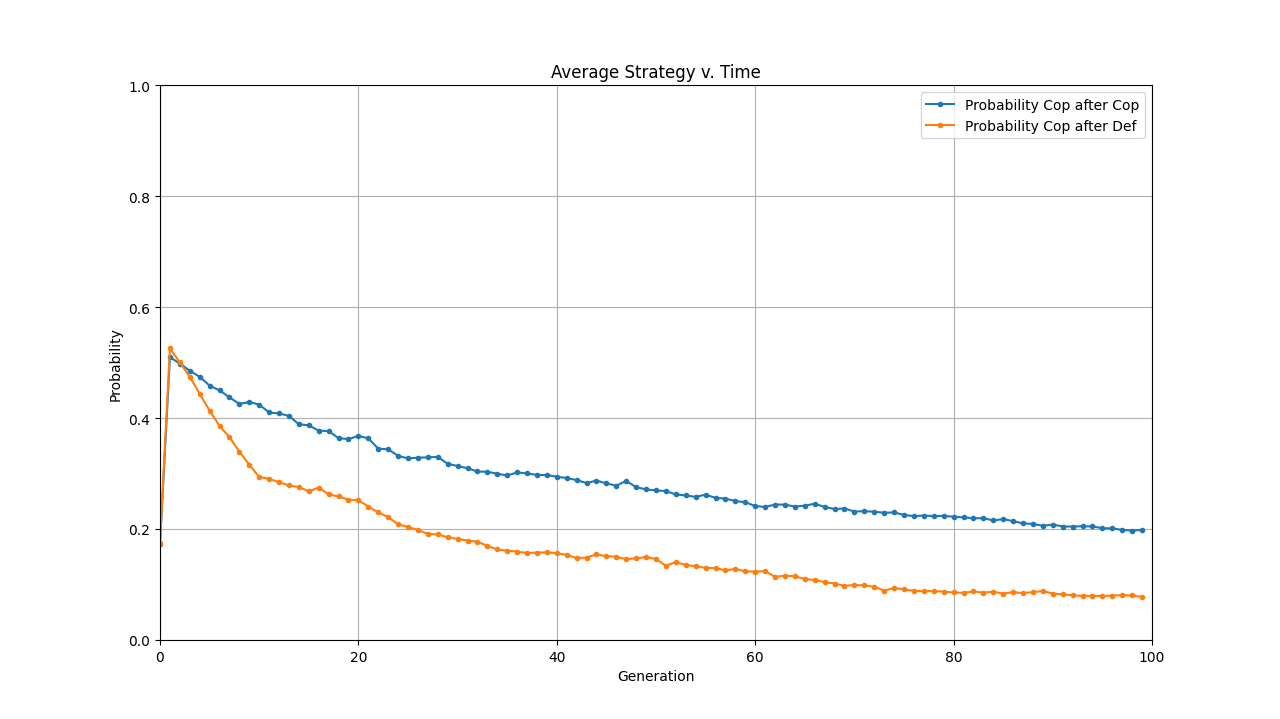 Average Strategy v. Time
1.0
0.8
0.6
0.4
0.2
0.0
Probability
Probability Cop after Cop
Probability Cop after Def
0 20 40 60 80 100
Generation